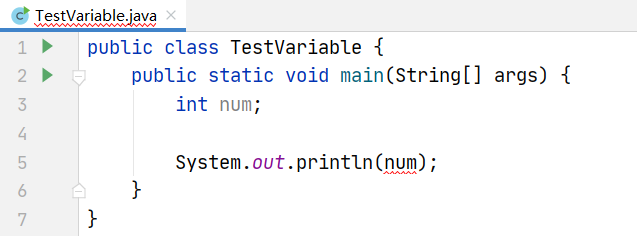 TestVariable.java
1 public class TestVariable {
2 public static void main(String[] args) {
3 int num;
4
5 System.out.println(num);
6 }
7 }